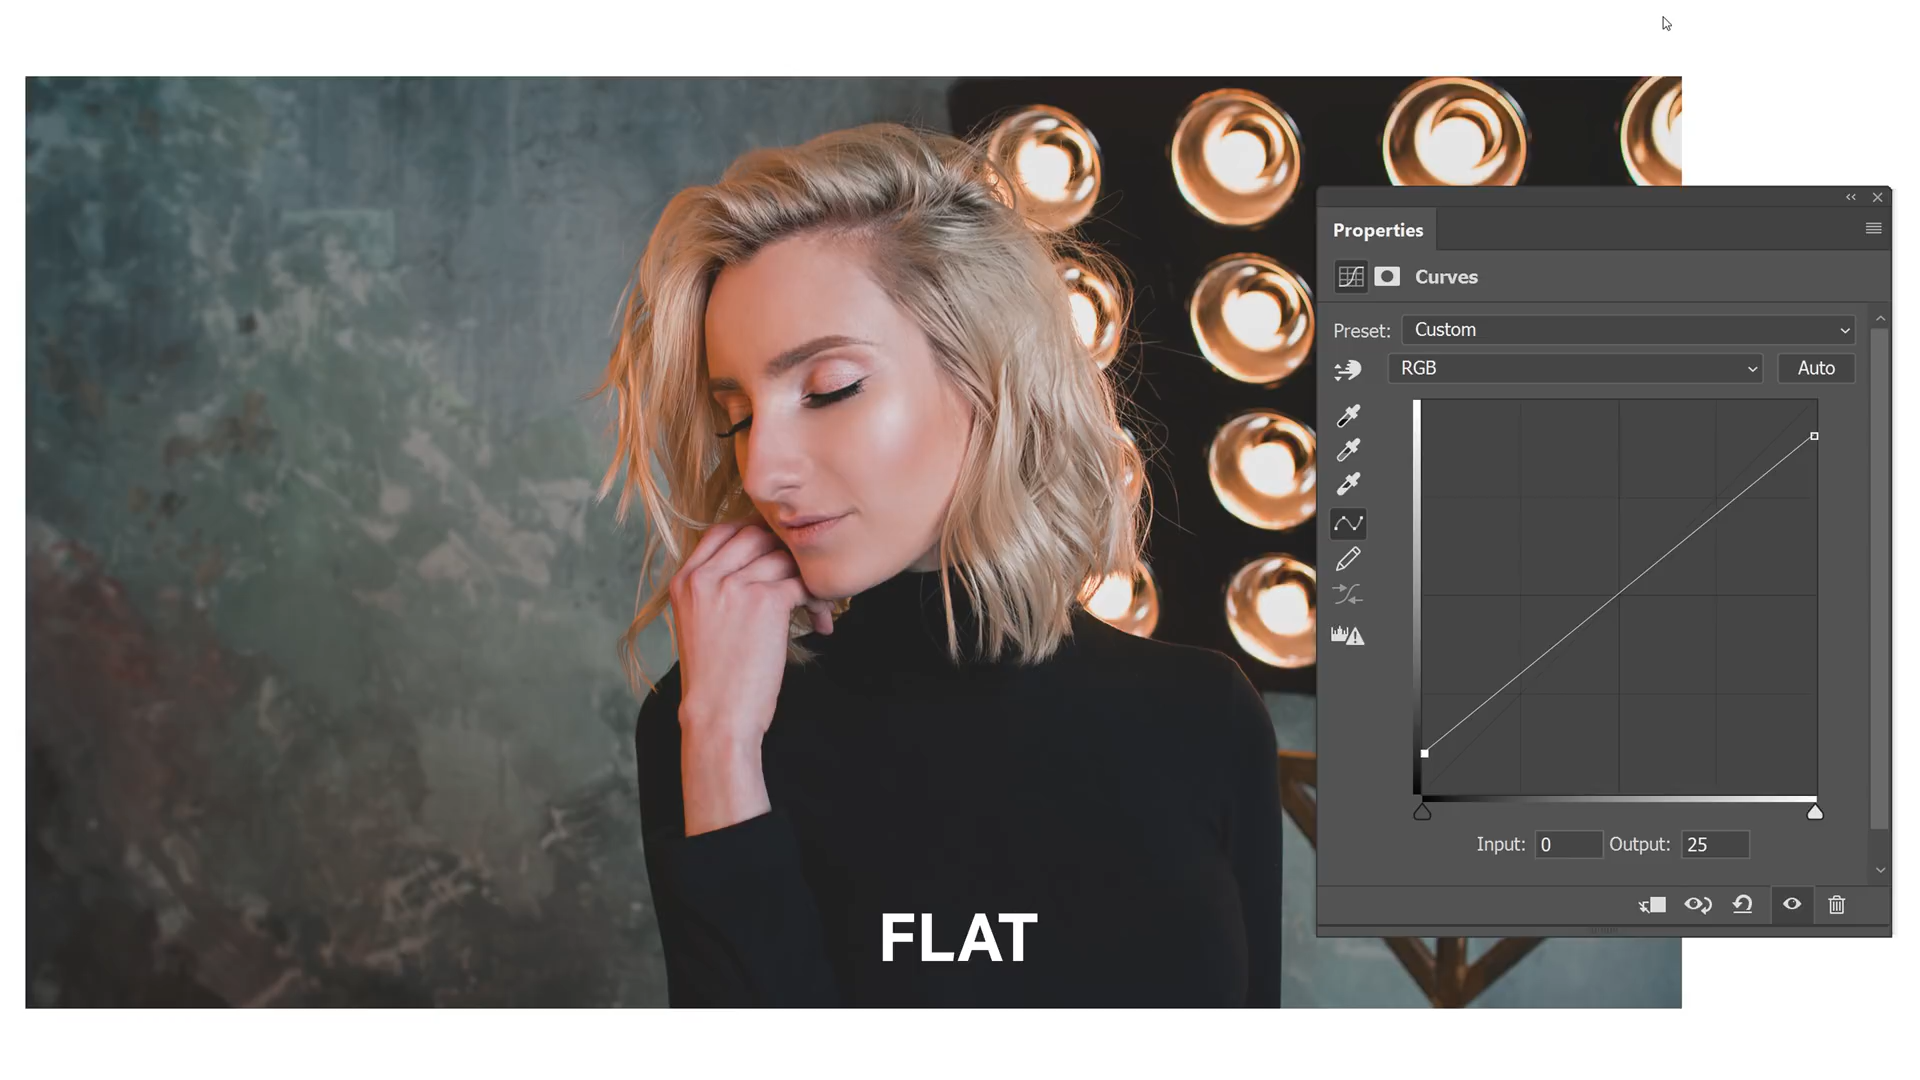 Properties
Curves
Preset: Custom
RGB Auto
Input: 0 Output: 25
FLAT